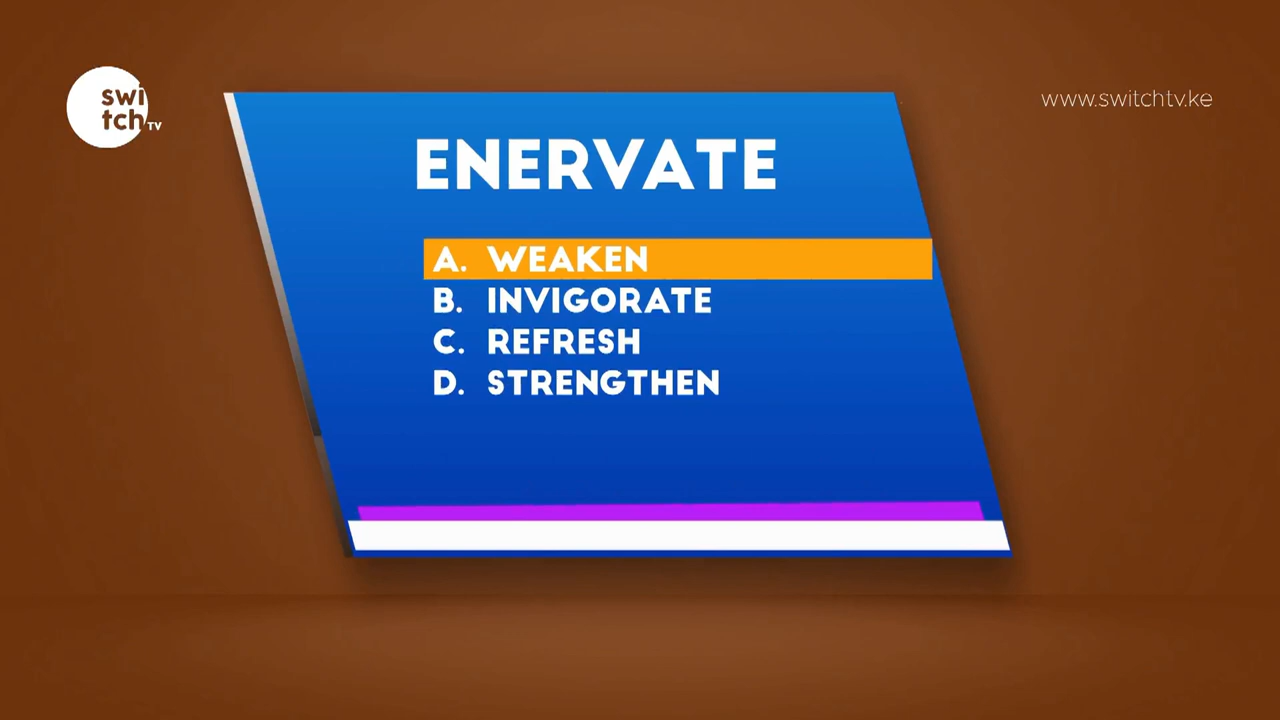 swi
tch TV
www.switchtv.ke
ENERVATE
A. WEAKEN
B. INVIGORATE
C. REFRESH
D. STRENGTHEN